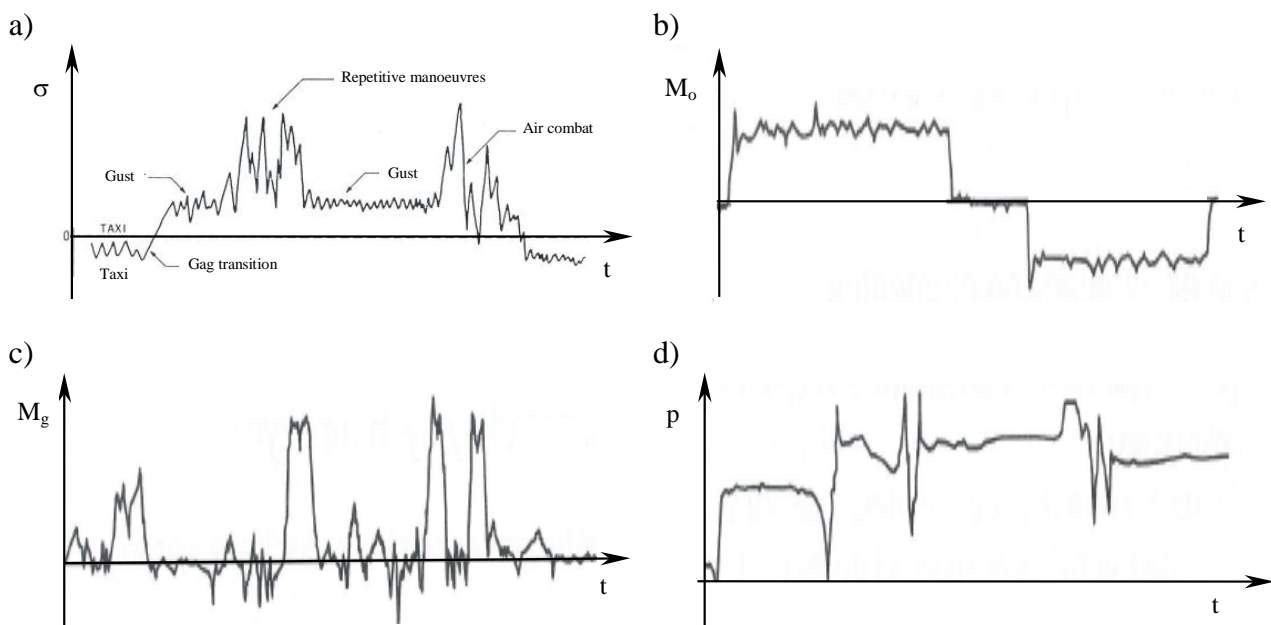 a)
σ
Repetitive manoeuvres
Air combat
Gust
Gust
0
TAXI
Taxi
Gag transition
t
b)
Mo
t
c)
Mg
t
d)
p
t